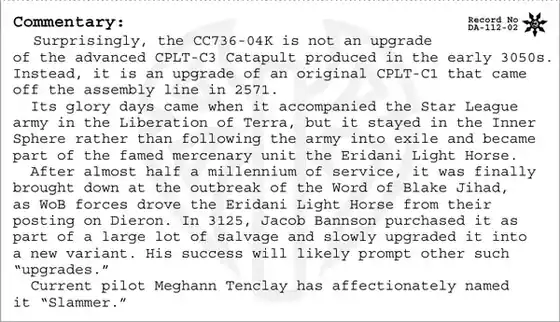 Commentary:
Record No
DA-112-02
Surprisingly, the CC736-04K is not an upgrade
of the advanced CPLT-C3 Catapult produced in the early 3050s.
Instead, it is an upgrade of an original CPLT-C1 that came
off the assembly line in 2571.
Its glory days came when it accompanied the Star League
army in the Liberation of Terra, but it stayed in the Inner
Sphere rather than following the army into exile and became
part of the famed mercenary unit the Eridani Light Horse.
After almost half a millennium of service, it was finally
brought down at the outbreak of the Word of Blake Jihad,
as WoB forces drove the Eridani Light Horse from their
posting on Dieron. In 3125, Jacob Bannson purchased it as
part of a large lot of salvage and slowly upgraded it into
a new variant. His success will likely prompt other such
“upgrades.”
Current pilot Meghann Tenclay has affectionately named
it “Slammer.”